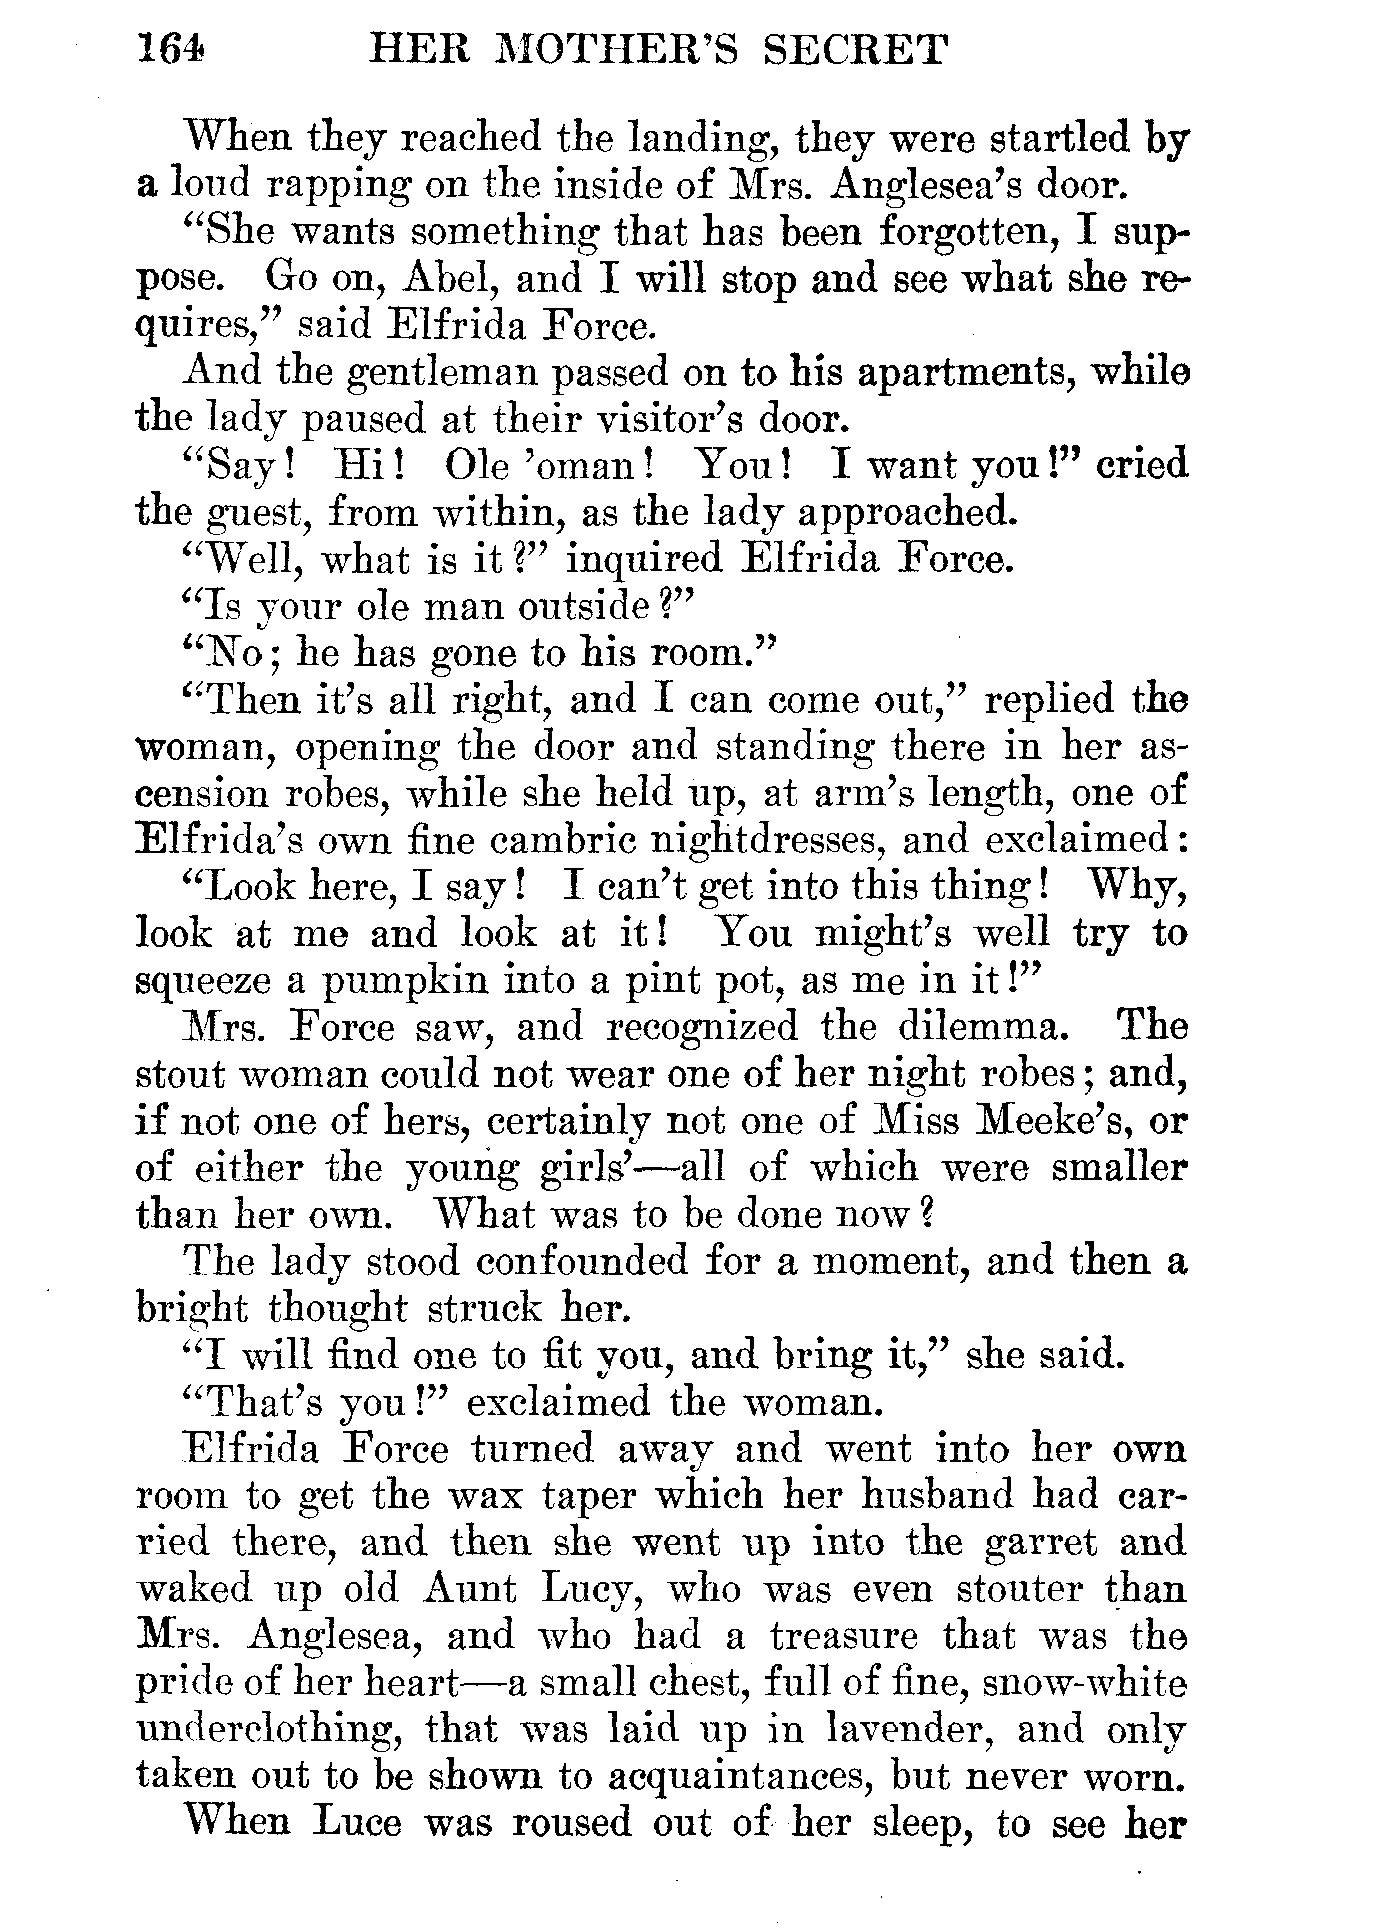 164 HER MOTHER'S SECRET
When they reached the landing, they were startled by
a loud rapping on the inside of Mrs. Anglesea's door.
"She wants something that has been forgotten, I sup-
pose. Go on, Abel, and I will stop and see what she re-
quires," said Elfrida Force.
And the gentleman passed on to his apartments, while
the lady paused at their visitor's door.
"Say! Hi! Ole 'oman! You! I want you!" cried
the guest, from within, as the lady approached.
"Well, what is it?" inquired Elfrida Force.
"Is your ole man outside?"
"No; he has gone to his room."
"Then it's all right, and I can come out," replied the
woman, opening the door and standing there in her as-
cension robes, while she held up, at arm's length, one of
Elfrida's own fine cambric nightdresses, and exclaimed:
"Look here, I say! I can't get into this thing! Why,
look at me and look at it! You might's well try to
squeeze a pumpkin into a pint pot, as me in it!"
Mrs. Force saw, and recognized the dilemma. The
stout woman could not wear one of her night robes; and,
if not one of hers, certainly not one of Miss Meeke's, or
of either the young girls'—all of which were smaller
than her own. What was to be done now?
The lady stood confounded for a moment, and then a
bright thought struck her.
"I will find one to fit you, and bring it," she said.
"That's you!" exclaimed the woman.
Elfrida Force turned away and went into her own
room to get the wax taper which her husband had car-
ried there, and then she went up into the garret and
waked up old Aunt Lucy, who was even stouter than
Mrs. Anglesea, and who had a treasure that was the
pride of her heart—a small chest, full of fine, snow-white
underclothing, that was laid up in lavender, and only
taken out to be shown to acquaintances, but never worn.
When Luce was roused out of her sleep, to see her